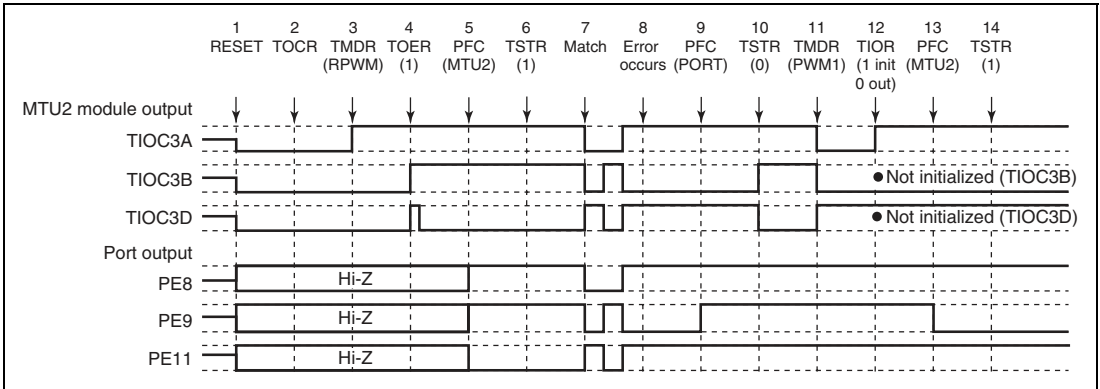 1 2 3 4 5 6 7 8 9 10 11 12 13 14
RESET TOCR TMDR TOER PFC TSTR Match Error PFC TSTR TMDR TIOR PFC TSTR
(RPWM) (1) (MTU2) (1) occurs (PORT) (0) (PWM1) (1 init (MTU2) (1)
0 out)
MTU2 module output
TIOC3A
TIOC3B
●Not initialized (TIOC3B)
TIOC3D
●Not initialized (TIOC3D)
Port output
PE8
Hi-Z
PE9
Hi-Z
PE11
Hi-Z